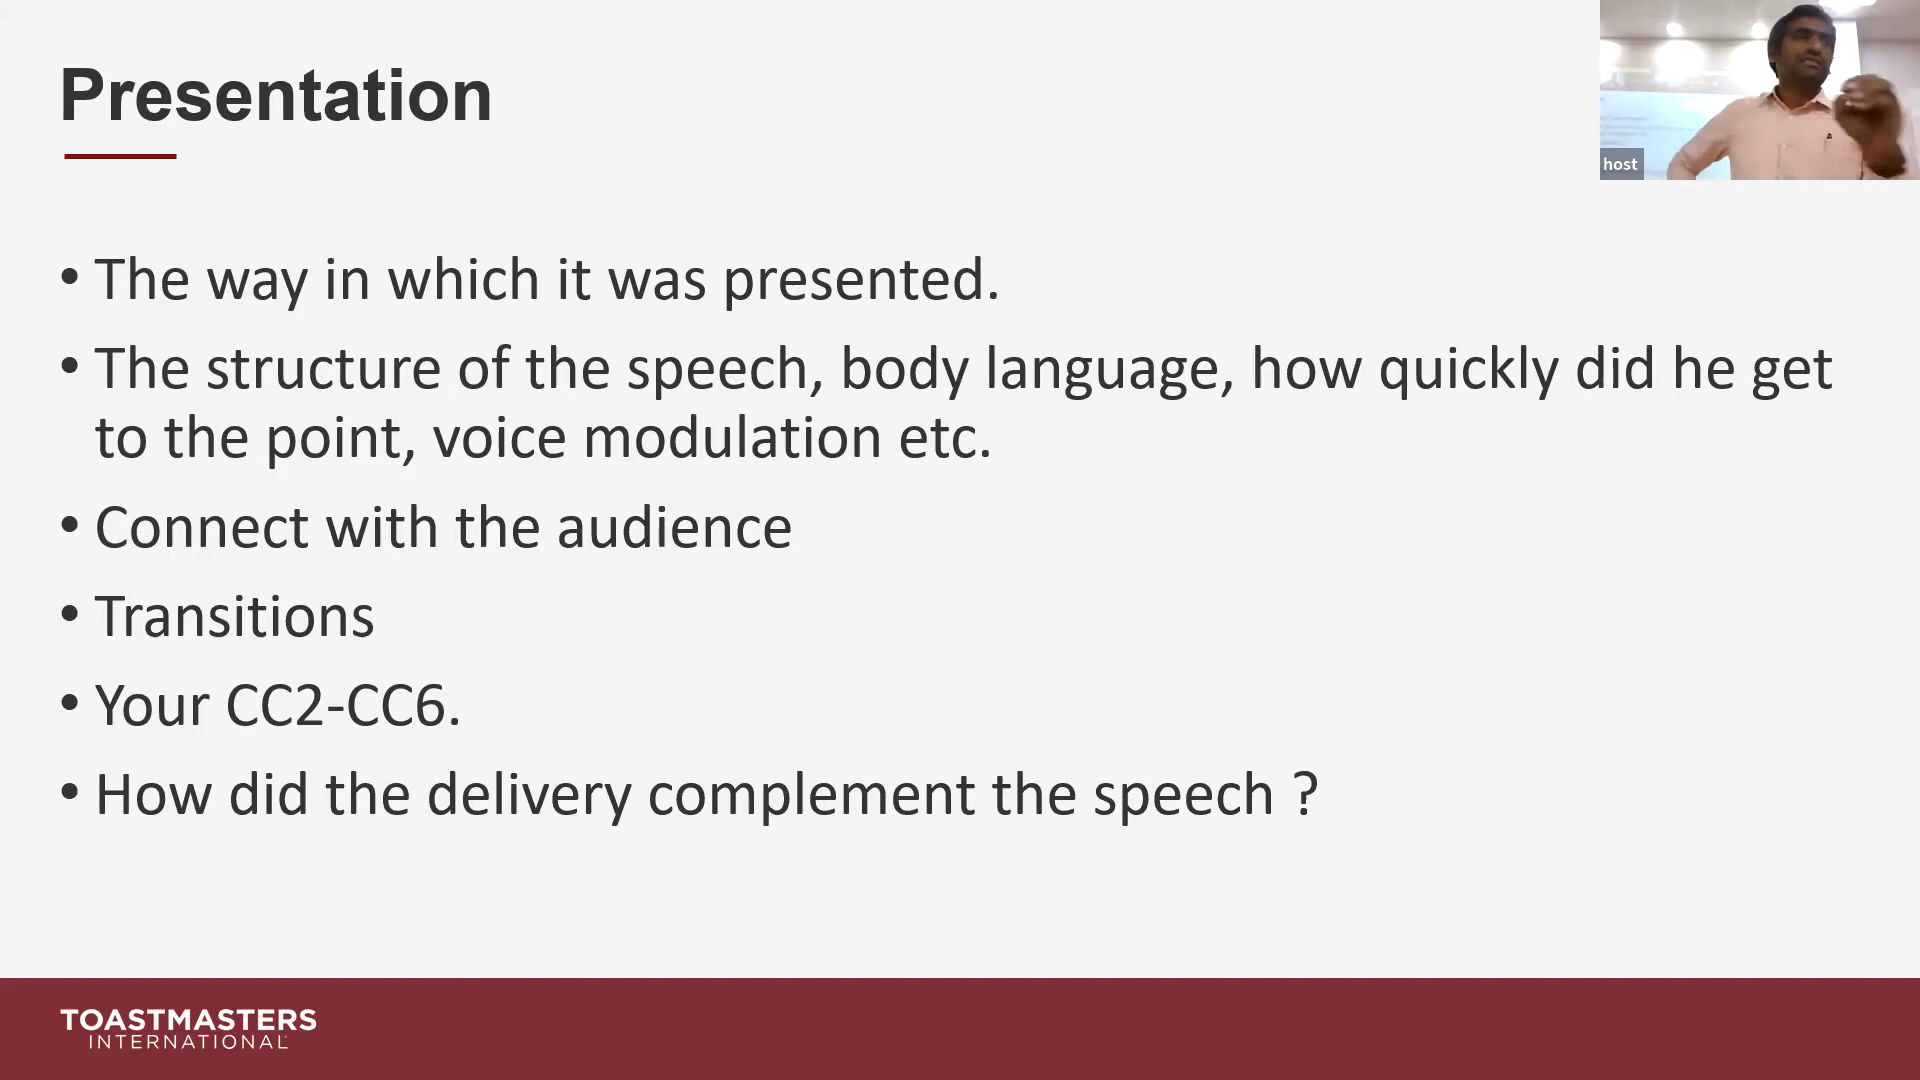 Presentation
host
• The way in which it was presented.
• The structure of the speech, body language, how quickly did he get
to the point, voice modulation etc.
• Connect with the audience
• Transitions
• Your CC2-CC6.
• How did the delivery complement the speech ?
TOASTMASTERS
INTERNATIONAL